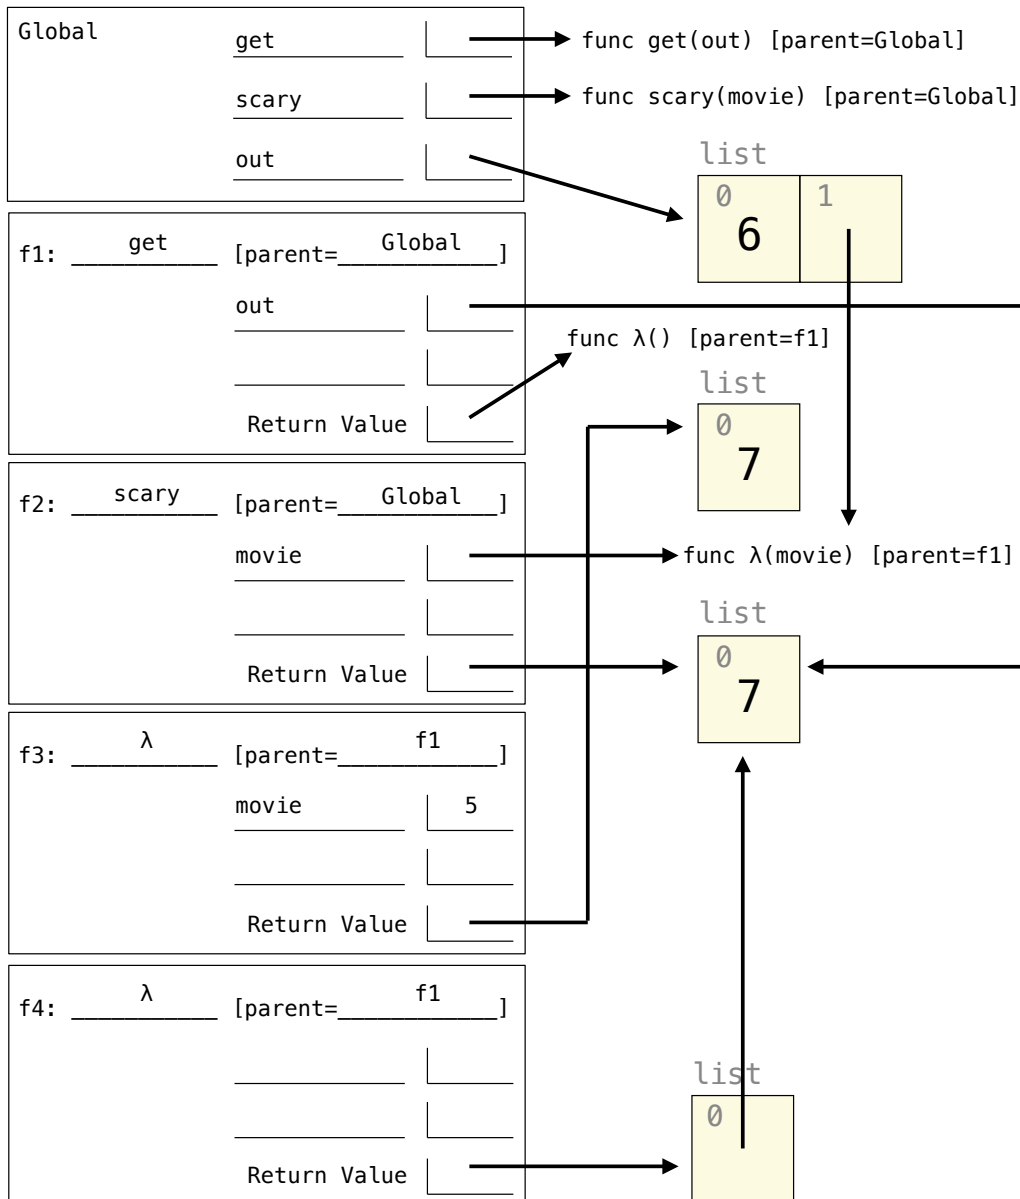 Global
get
func get(out) [parent=Global]
scary
func scary(movie) [parent=Global]
out
list
0 1
6
f1: get [parent=Global]
out
func λ() [parent=f1]
Return Value
list
0
7
f2: scary [parent=Global]
movie
func λ(movie) [parent=f1]
Return Value
list
0
7
f3: λ [parent=f1]
movie 5
Return Value
f4: λ [parent=f1]
list
0
Return Value